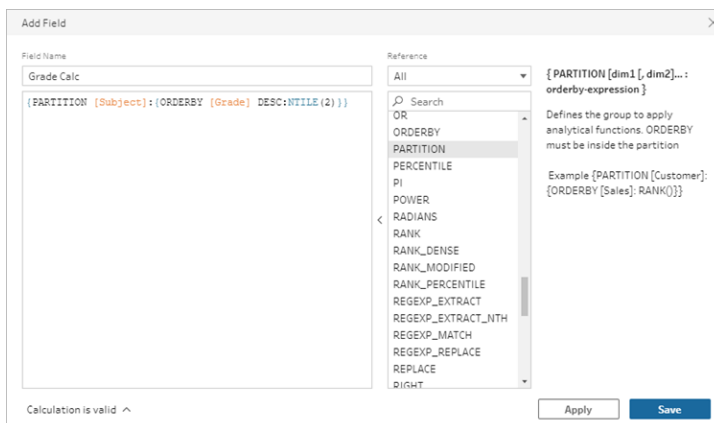 Add Field
Field Name
Grade Calc
{PARTITION [Subject]:{ORDERBY [Grade] DESC:NTILE(2)}}
Reference
All
Search
OR
ORDERBY
PARTITION
PERCENTILE
PI
POWER
RADIANS
RANK
RANK_DENSE
RANK_MODIFIED
RANK_PERCENTILE
REGEXP_EXTRACT
REGEXP_EXTRACT_NTH
REGEXP_MATCH
REGEXP_REPLACE
REPLACE
RIGHT
{ PARTITION [dim1 [, dim2]... :
orderby-expression }
Defines the group to apply
analytical functions. ORDERBY
must be inside the partition
Example {PARTITION [Customer]:
{ORDERBY [Sales]: RANK()}}
Calculation is valid
Apply
Save